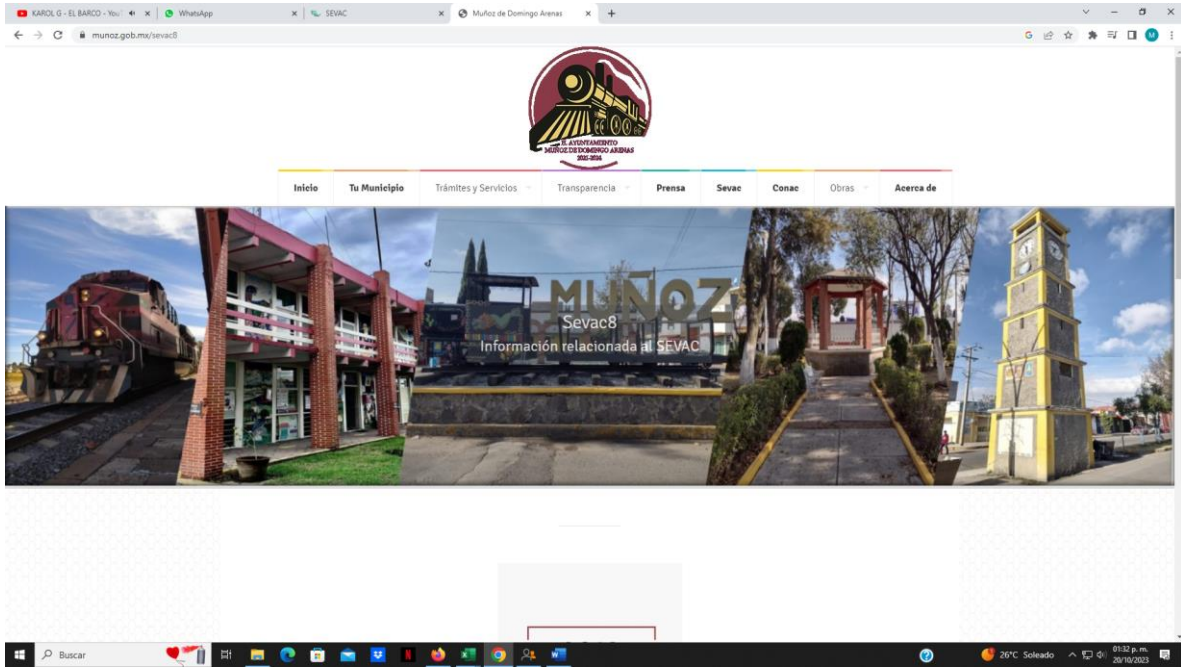 KAROL G - EL BARCO - You
WhatsApp
SEVAC
Muñoz de Domingo Arenas
munoz.gob.mx/sevac8
G
M
H. AYUNTAMIENTO
MUÑOZ DE DOMINGO ARENAS
2021-2024
Inicio
Tu Municipio
Trámites y Servicios
Transparencia
Prensa
Sevac
Conac
Obras
Acerca de
MUÑOZ
Sevac8
Información relacionada al SEVAC
Buscar
26°C Soleado
01:32 p. m.
20/10/2023